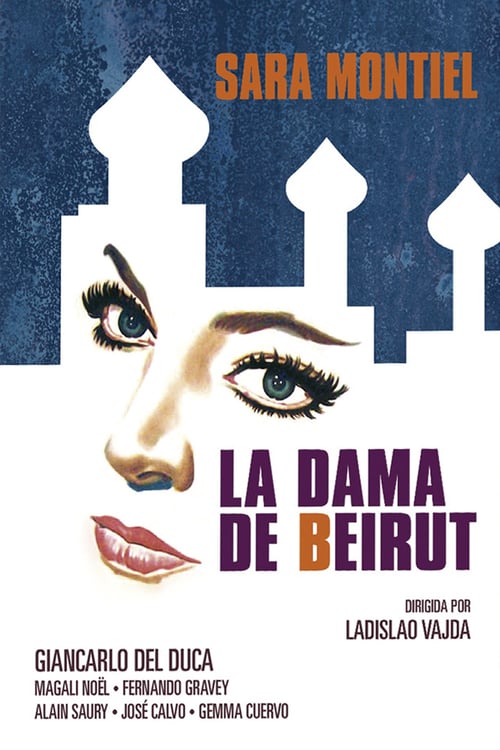 SARA MONTIEL
LA DAMA
DE BEIRUT
DIRIGIDA POR
LADISLAO VAJDA
GIANCARLO DEL DUCA
MAGALI NOËL • FERNANDO GRAVEY
ALAIN SAURY • JOSÉ CALVO • GEMMA CUERVO